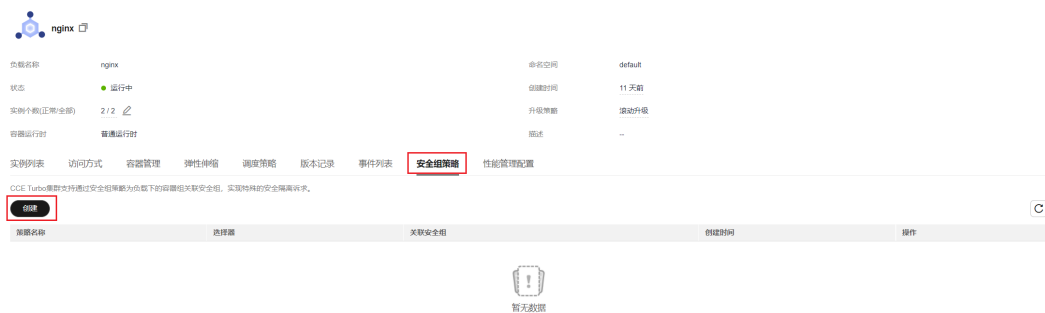 nginx
负载名称 nginx 命名空间 default
状态 运行中 创建时间 11 天前
实例个数(正常/全部) 2 / 2 升级策略 滚动升级
容器运行时 普通运行时 描述 --
实例列表 访问方式 容器管理 弹性伸缩 调度策略 版本记录 事件列表 安全组策略 性能管理配置
CCE Turbo集群支持通过安全组策略为负载下的容器组关联安全组，实现特殊的安全隔离诉求。
创建
策略名称 选择器 关联安全组 创建时间 操作
暂无数据